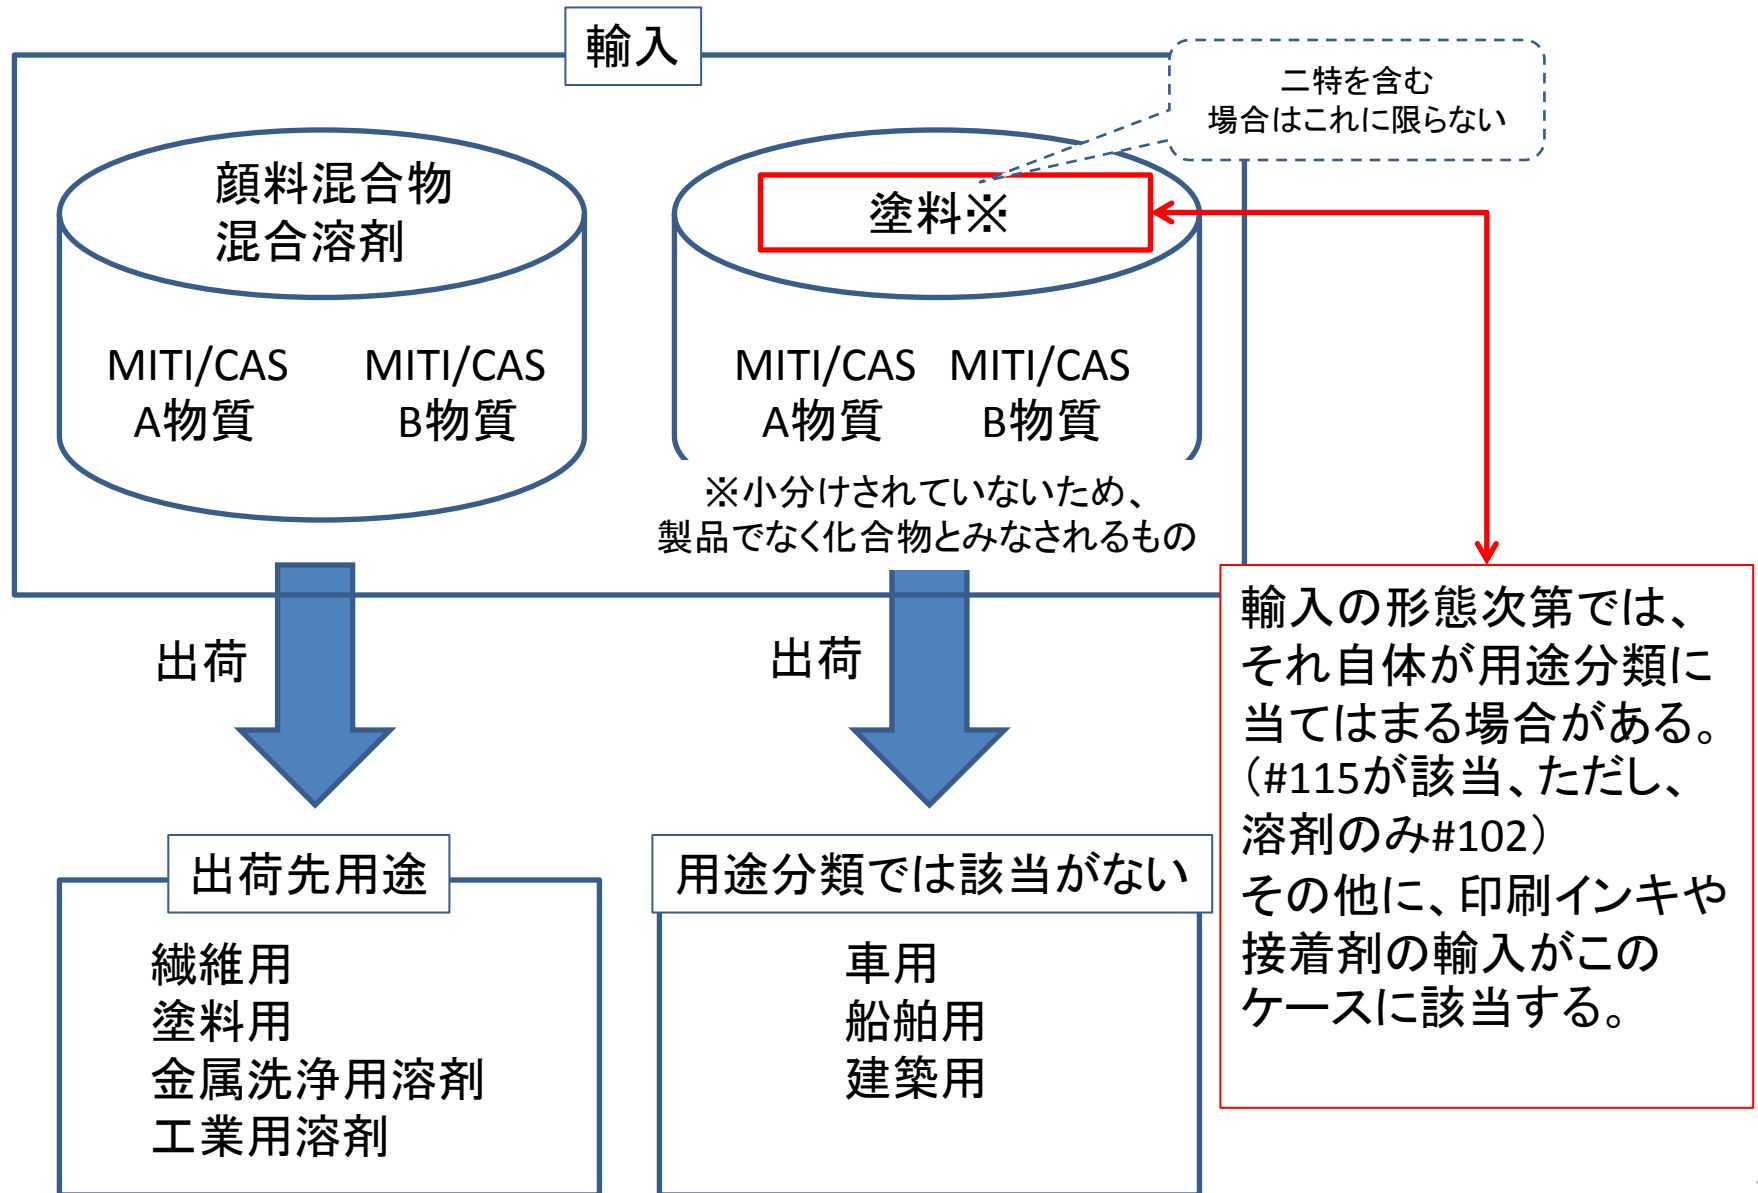 輸入
二特を含む
場合はこれに限らない
顔料混合物
混合溶剤
塗料※
MITI/CAS
A物質
MITI/CAS
B物質
MITI/CAS
A物質
MITI/CAS
B物質
※小分けされていないため、
製品でなく化合物とみなされるもの
出荷
出荷
輸入の形態次第では、
それ自体が用途分類に
当てはまる場合がある。
（#115が該当、ただし、
溶剤のみ#102）
その他に、印刷インキや
接着剤の輸入がこの
ケースに該当する。
出荷先用途
繊維用
塗料用
金属洗浄用溶剤
工業用溶剤
用途分類では該当がない
車用
船舶用
建築用